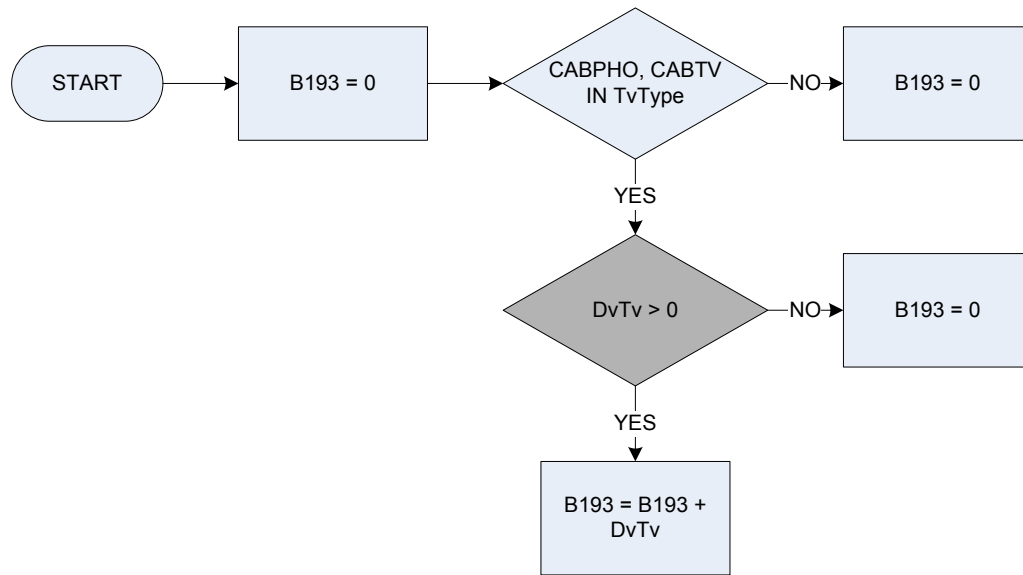 START
B193 = 0
CABPHO, CABTV
IN TvType
NO
B193 = 0
YES
DvTv > 0
NO
B193 = 0
YES
B193 = B193 +
DvTv